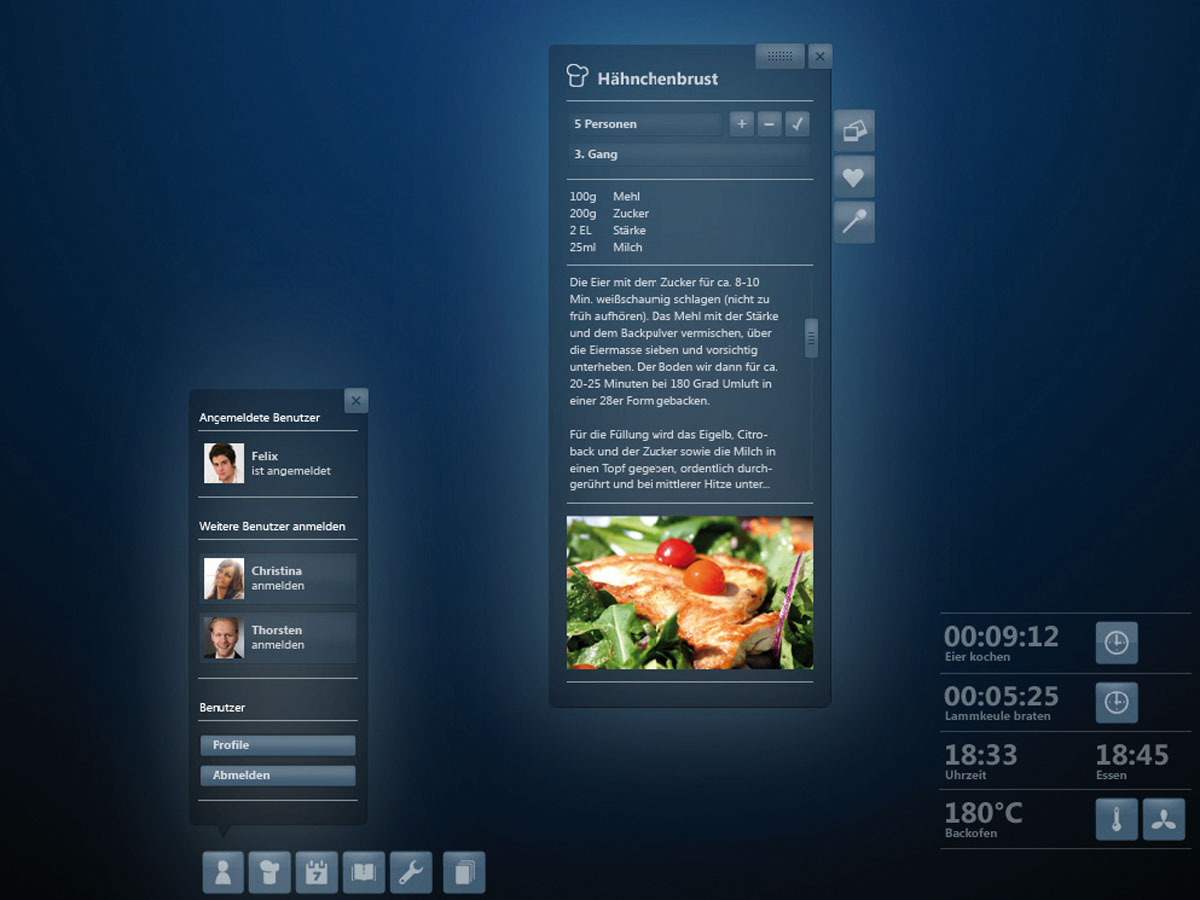 Hähnchenbrust
5 Personen
3. Gang
100g Mehl
200g Zucker
2 EL Stärke
25ml Milch
Die Eier mit dem Zucker für ca. 8-10
Min. weißschaumig schlagen (nicht zu
früh aufhören). Das Mehl mit der Stärke
und dem Backpulver vermischen, über
die Eiermasse sieben und vorsichtig
unterheben. Der Boden wir dann für ca.
20-25 Minuten bei 180 Grad Umluft in
einer 28er Form gebacken.
Für die Füllung wird das Eigelb, Citro-
back und der Zucker sowie die Milch in
einen Topf gegeben, ordentlich durch-
gerührt und bei mittlerer Hitze unter...
Angemeldete Benutzer
Felix
ist angemeldet
Weitere Benutzer anmelden
Christina
anmelden
Thorsten
anmelden
Benutzer
Profile
Abmelden
7
00:09:12
Eier kochen
00:05:25
Lammkeule braten
18:33 18:45
Uhrzeit Essen
180°C
Backofen